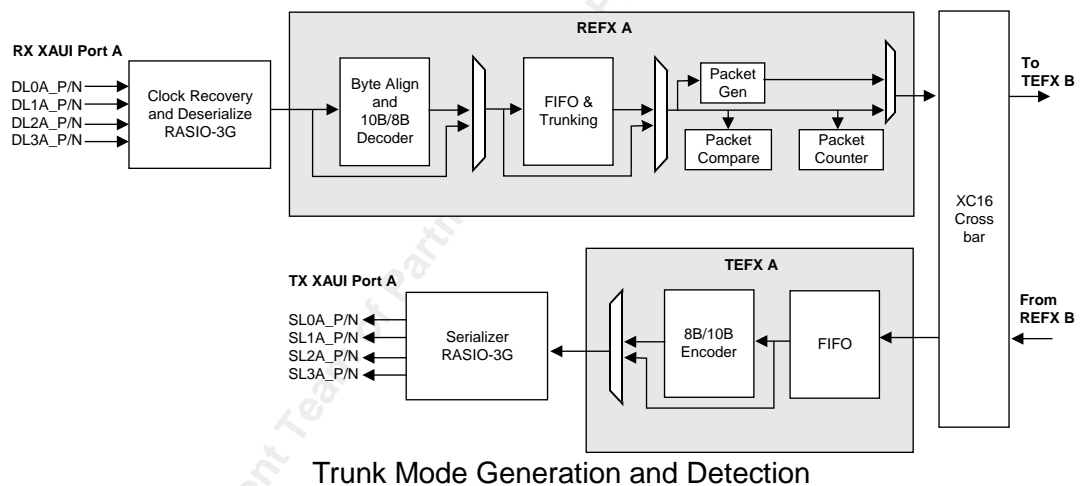 REFX A
RX XAUI Port A
DL0A_P/N
DL1A_P/N
DL2A_P/N
DL3A_P/N
Clock Recovery
and Deserialize
RASIO-3G
Byte Align
and
10B/8B
Decoder
FIFO &
Trunking
Packet
Gen
Packet
Compare
Packet
Counter
To
TEFX B
XC16
Cross
bar
TEFX A
TX XAUI Port A
SL0A_P/N
SL1A_P/N
SL2A_P/N
SL3A_P/N
Serializer
RASIO-3G
8B/10B
Encoder
FIFO
From
REFX B
Trunk Mode Generation and Detection